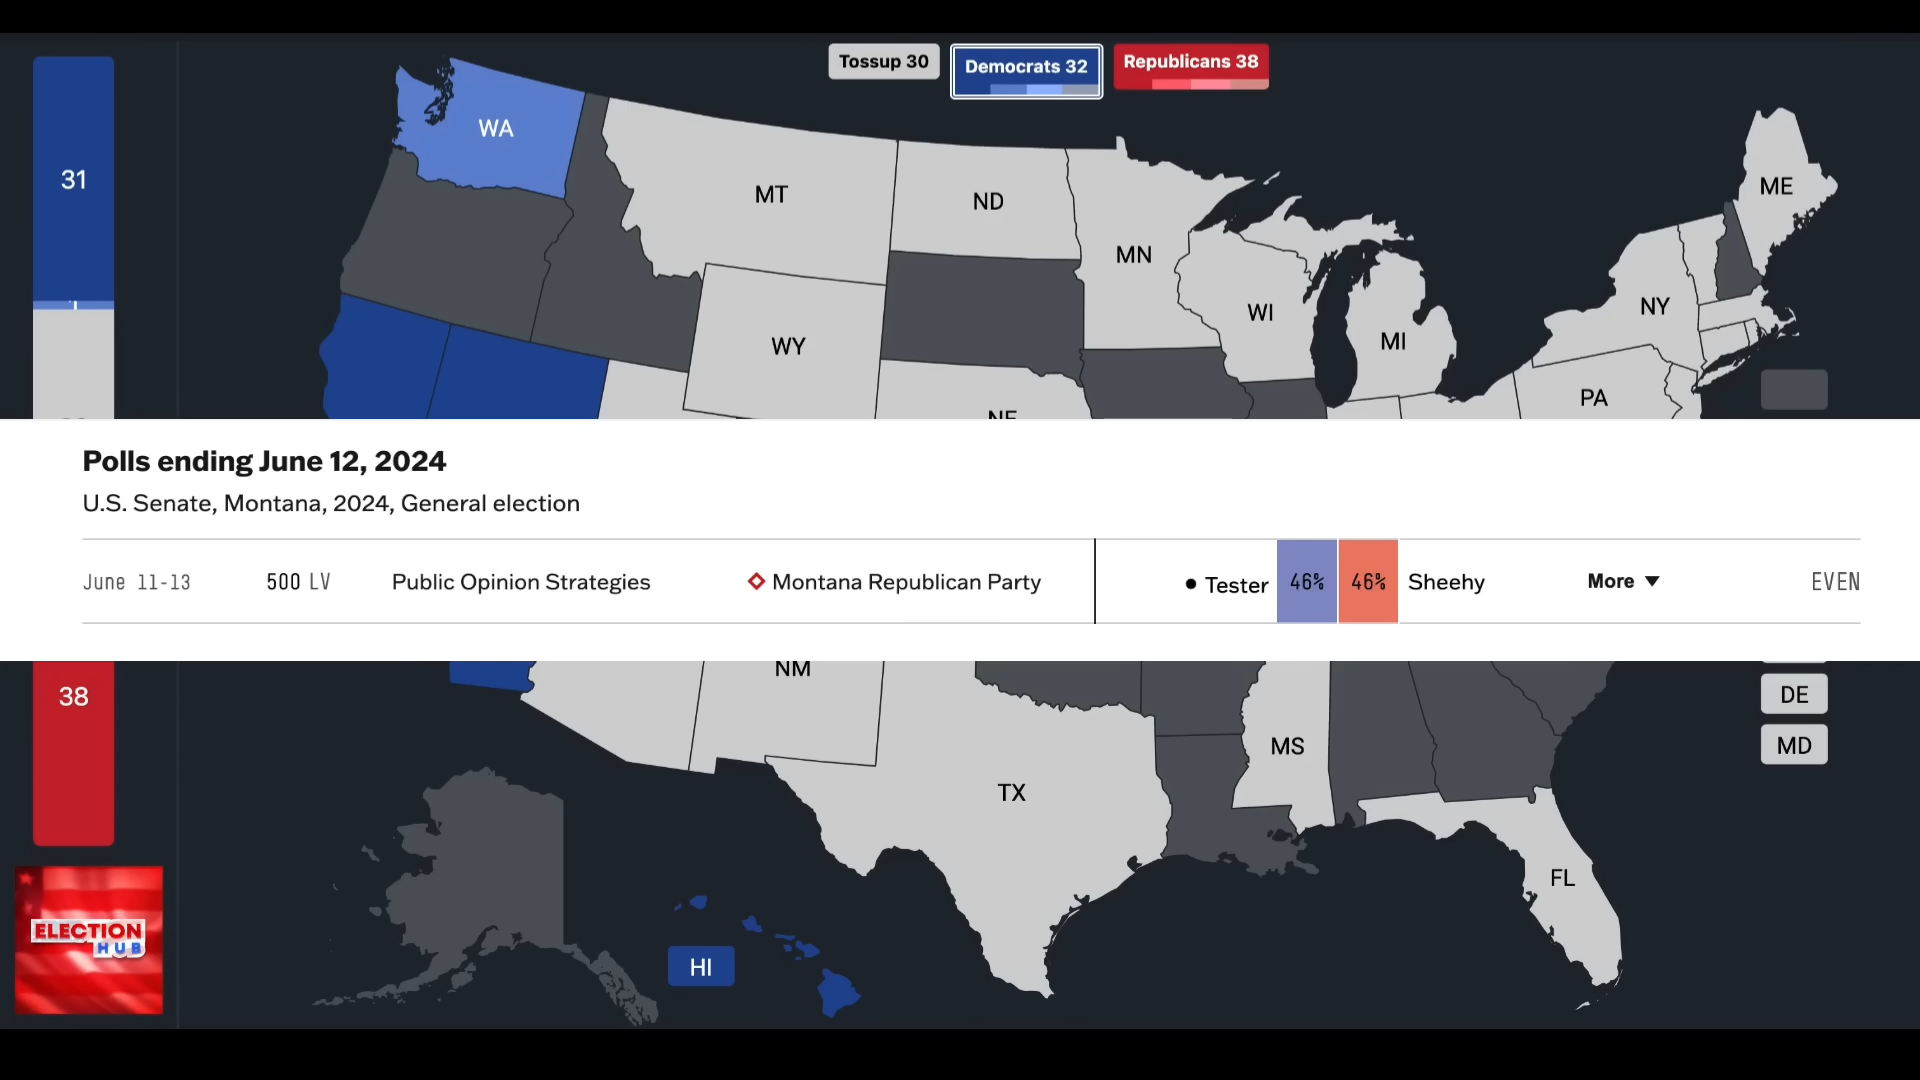 Tossup 30
Democrats 32
Republicans 38
31
WA
MT
ND
MN
ME
WI
NY
MI
WY
PA
NE
Polls ending June 12, 2024
U.S. Senate, Montana, 2024, General election
June 11-13 500 LV Public Opinion Strategies Montana Republican Party Tester 46% 46% Sheehy More ▼ EVEN
38
NM
DE
MS
MD
TX
FL
HI
ELECTION
HUB